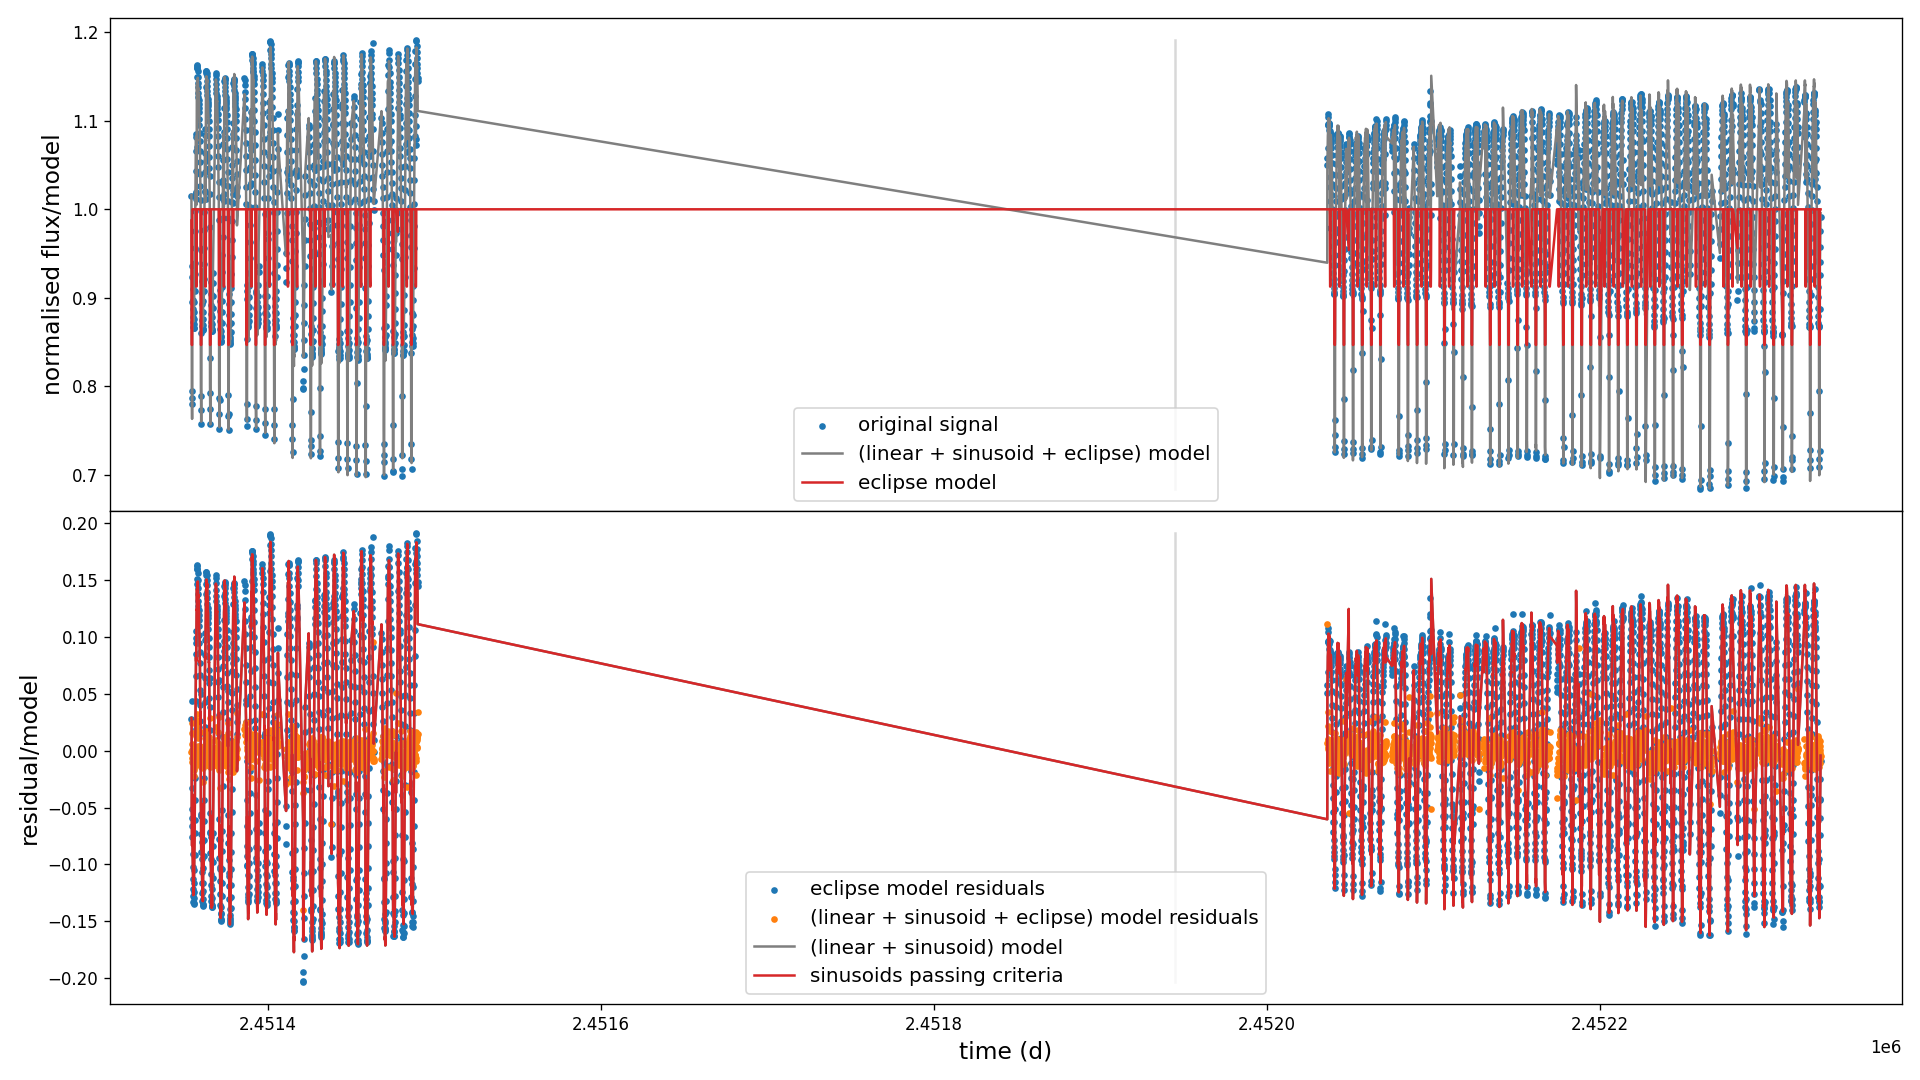 1.2
1.1
1.0
0.9
0.8
0.7
normalised flux/model
original signal
(linear + sinusoid + eclipse) model
eclipse model
0.20
0.15
0.10
0.05
0.00
−0.05
−0.10
−0.15
−0.20
residual/model
eclipse model residuals
(linear + sinusoid + eclipse) model residuals
(linear + sinusoid) model
sinusoids passing criteria
2.4514 2.4516 2.4518 2.4520 2.4522
time (d)
1e6